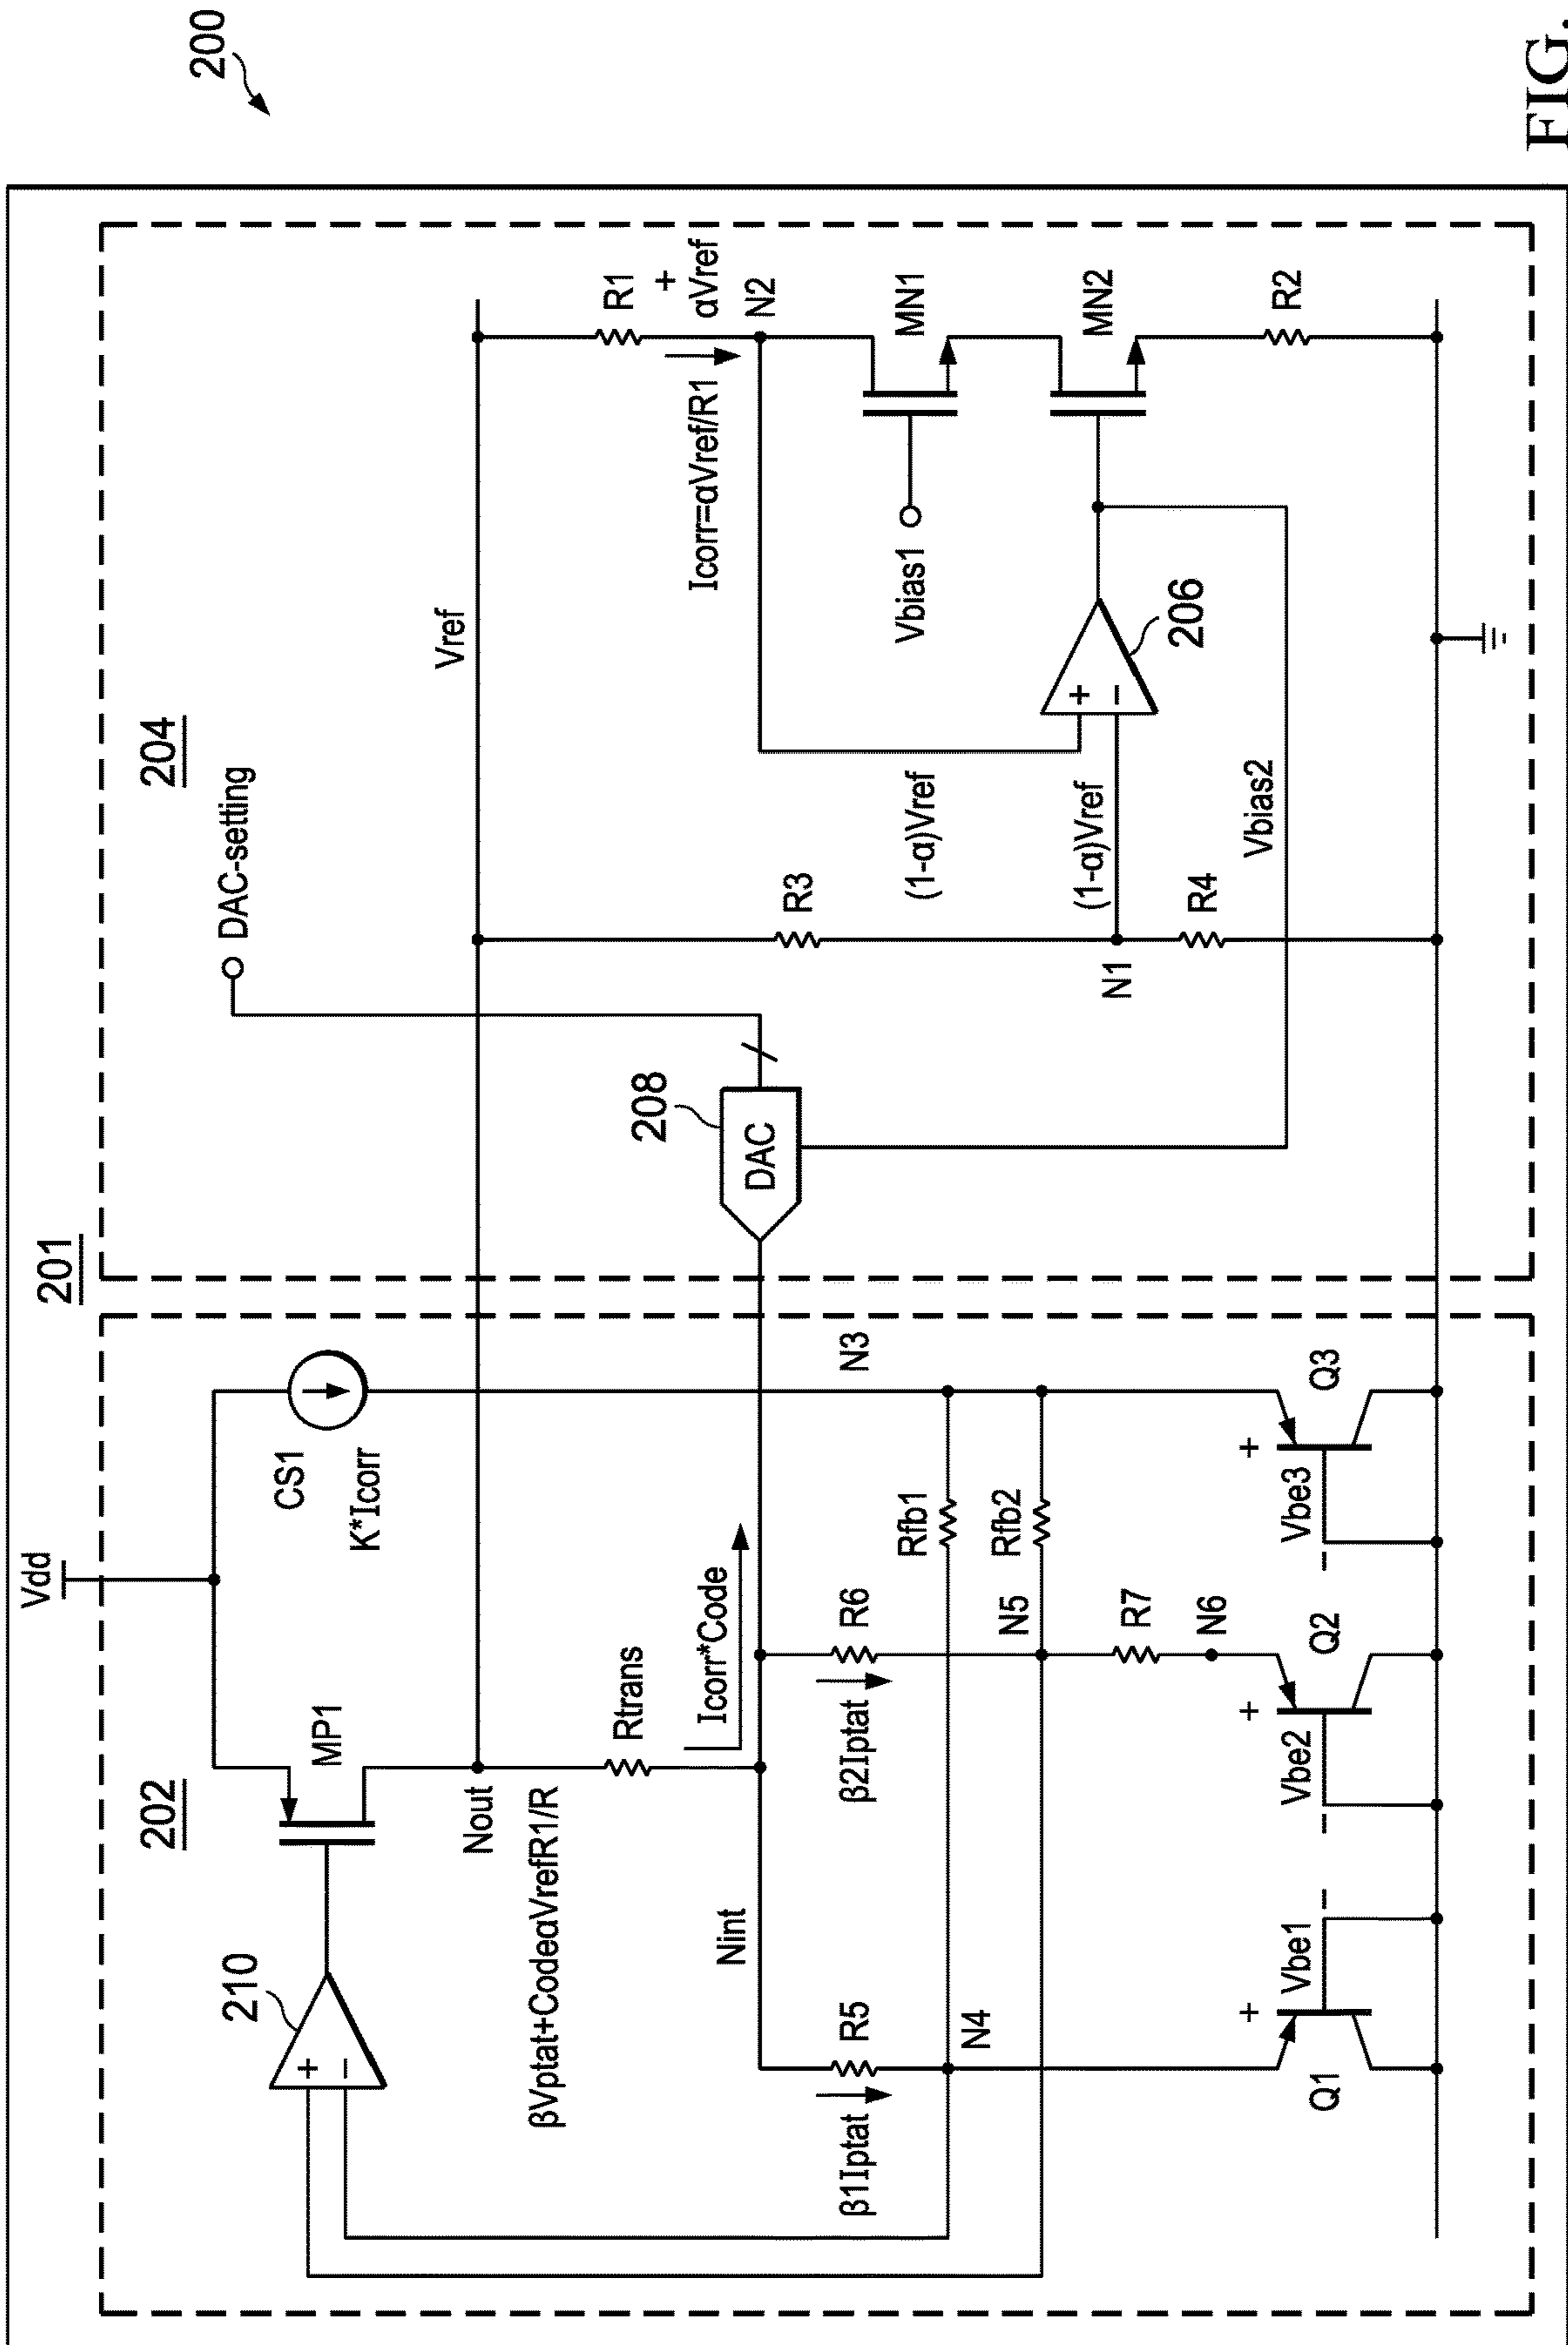 200
FIG.
201
202
204
Vdd
CS1
K*Icorr
MP1
210
+
−
Nout
βVptat+CodeαVrefR1/R
Rtrans
Icorr*Code
Nint
N3
R5
β1Iptat
N4
R6
β2Iptat
N5
Rfb1
Rfb2
R7
N6
Q1
+
Vbe1
−
Q2
+
Vbe2
−
Q3
+
Vbe3
−
DAC-setting
208
DAC
Vref
R3
N1
R4
(1-α)Vref
(1-α)Vref
+
−
206
Vbias2
Vbias1
R1
+
αVref
Icorr=αVref/R1
N2
MN1
MN2
R2